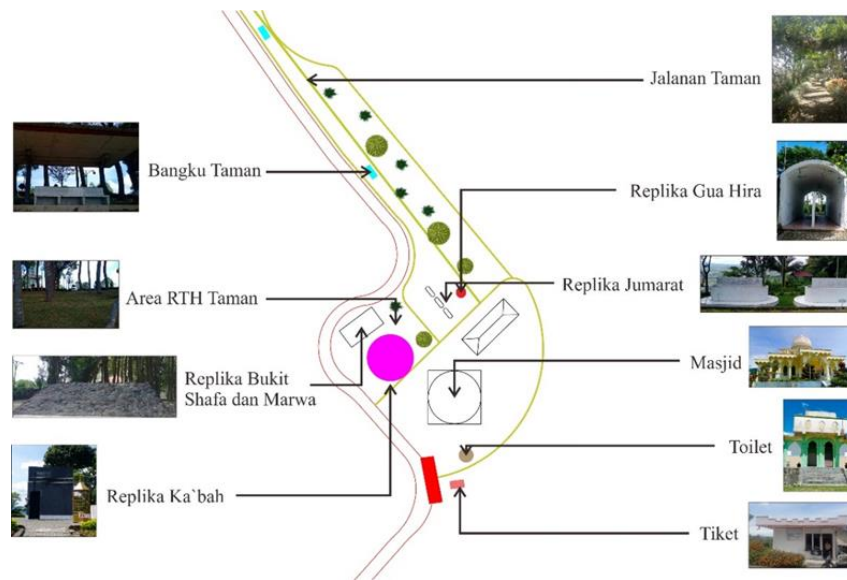 Jalanan Taman
Bangku Taman
Replika Gua Hira
Area RTH Taman
Replika Jumarat
Replika Bukit
Shafa dan Marwa
Masjid
Replika Ka`bah
Toilet
Tiket